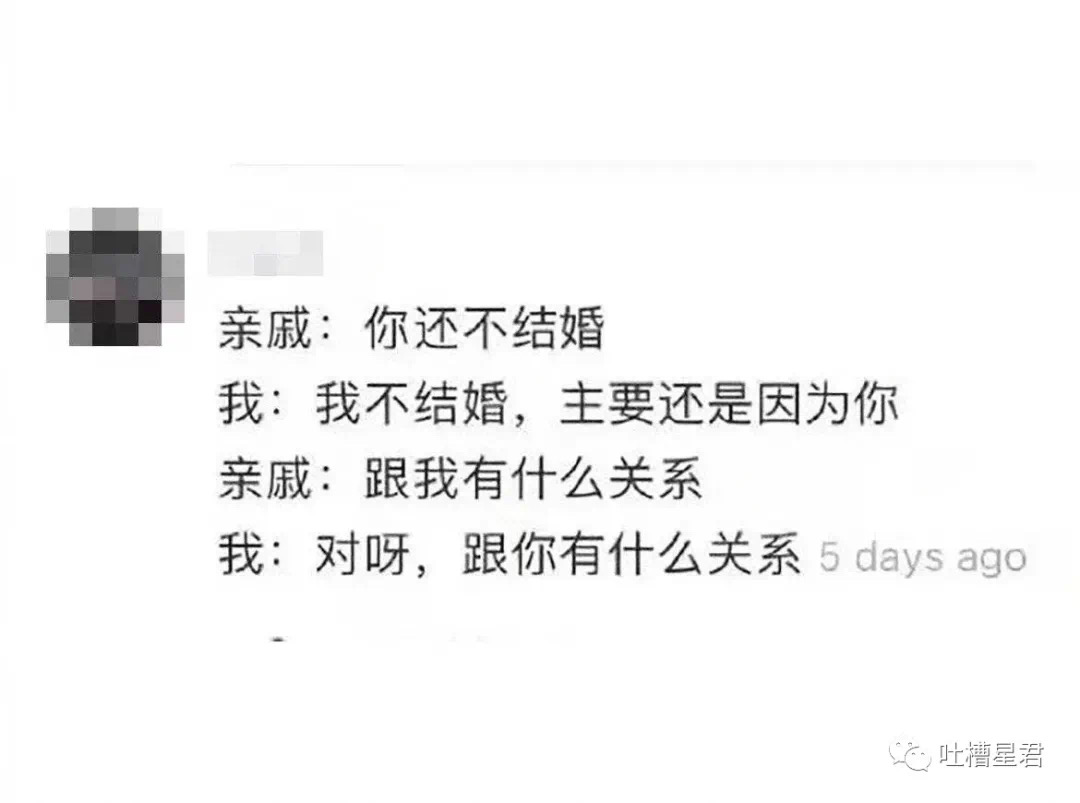 亲戚：你还不结婚
我：我不结婚，主要还是因为你
亲戚：跟我有什么关系
我：对呀，跟你有什么关系 5 days ago
吐槽星君